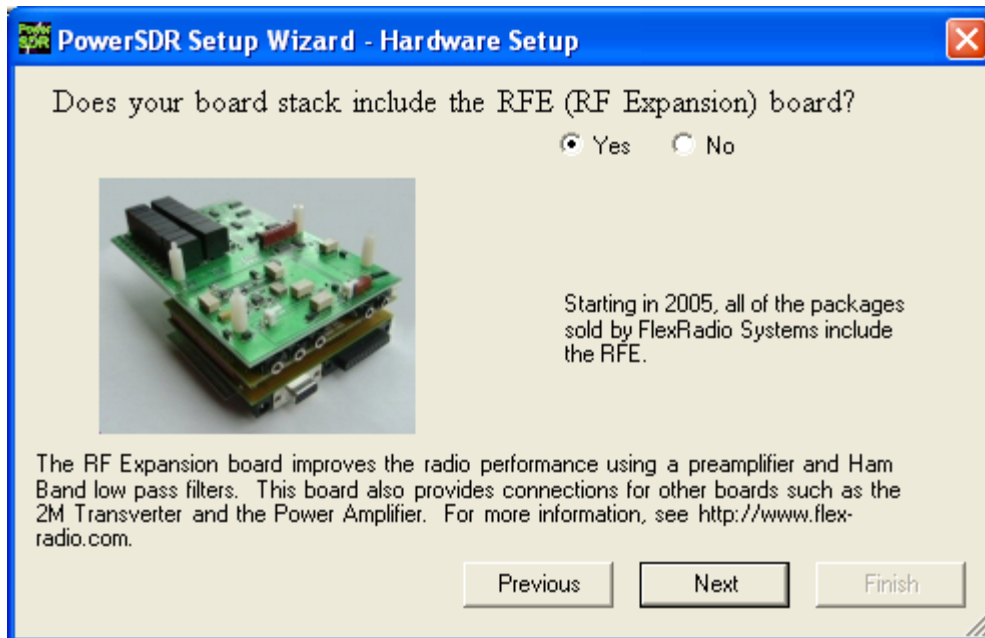 Power SDR
PowerSDR Setup Wizard - Hardware Setup
Does your board stack include the RFE (RF Expansion) board?
Yes No
Starting in 2005, all of the packages
sold by FlexRadio Systems include
the RFE.
The RF Expansion board improves the radio performance using a preamplifier and Ham
Band low pass filters. This board also provides connections for other boards such as the
2M Transverter and the Power Amplifier. For more information, see http://www.flex-
radio.com.
Previous Next Finish